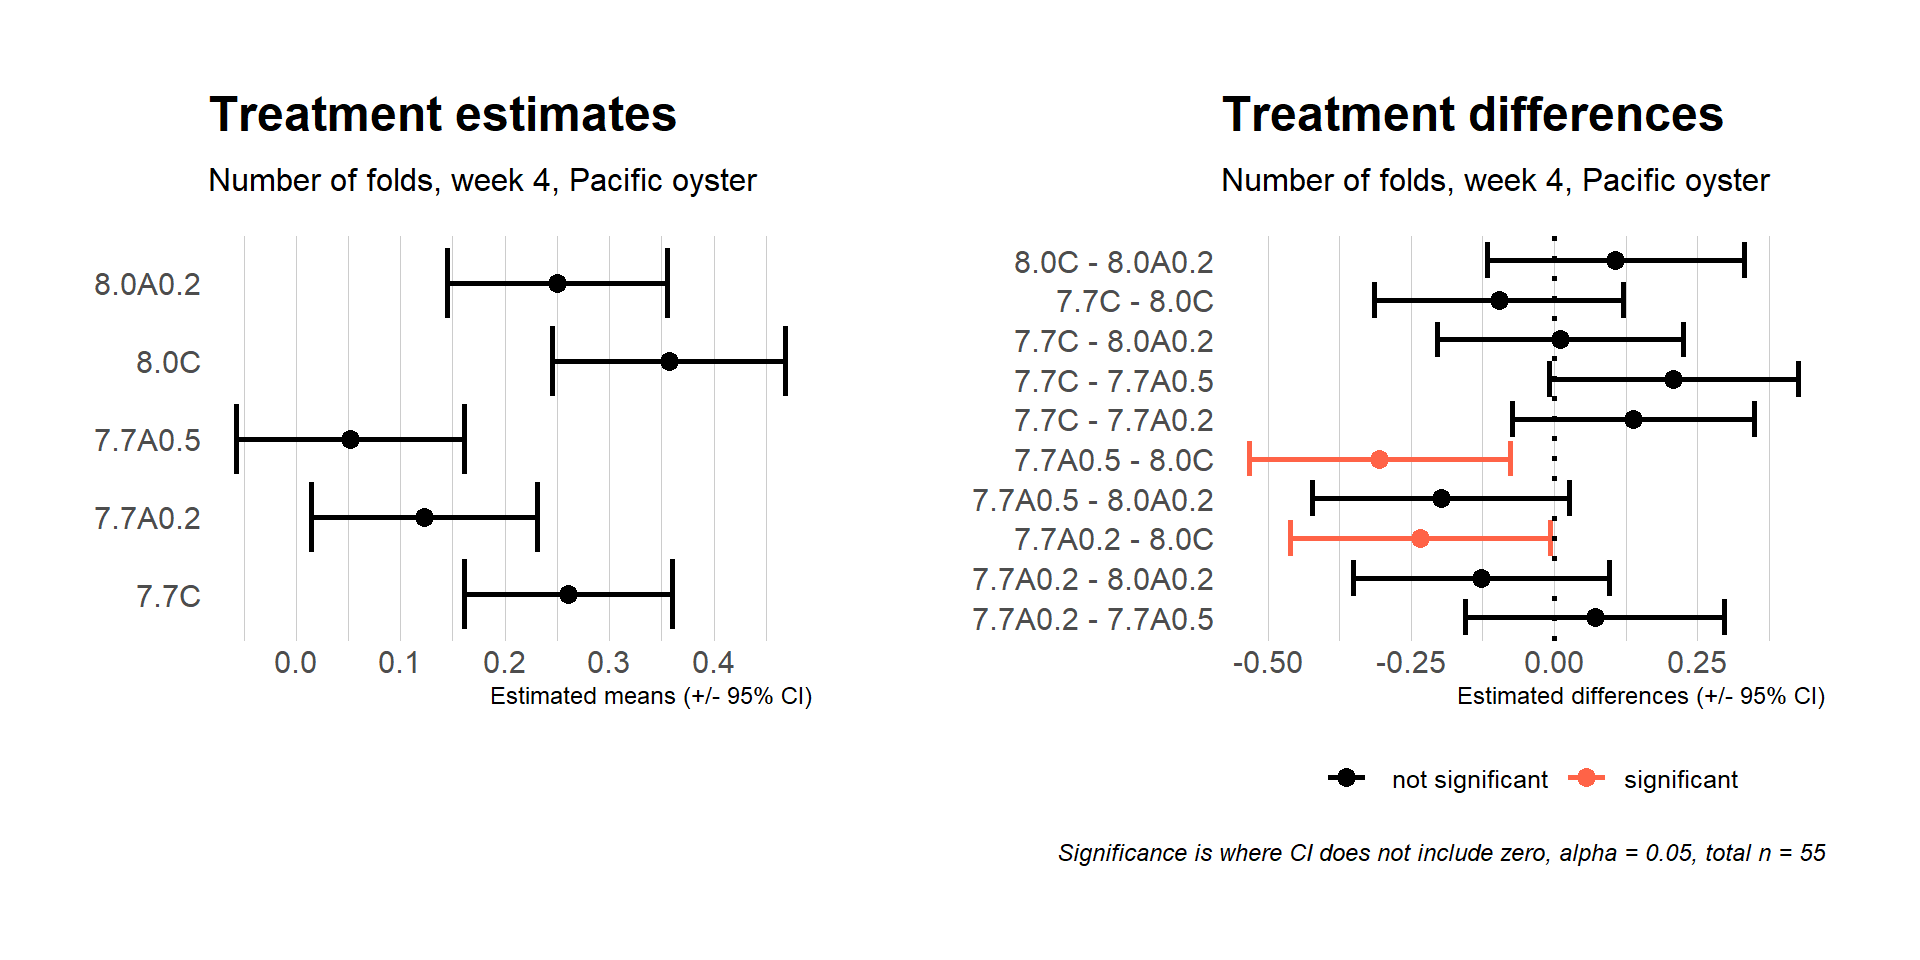 Treatment estimates
Number of folds, week 4, Pacific oyster
8.0A0.2
8.0C
7.7A0.5
7.7A0.2
7.7C
0.0 0.1 0.2 0.3 0.4
Estimated means (+/- 95% CI)
Treatment differences
Number of folds, week 4, Pacific oyster
8.0C - 8.0A0.2
7.7C - 8.0C
7.7C - 8.0A0.2
7.7C - 7.7A0.5
7.7C - 7.7A0.2
7.7A0.5 - 8.0C
7.7A0.5 - 8.0A0.2
7.7A0.2 - 8.0C
7.7A0.2 - 8.0A0.2
7.7A0.2 - 7.7A0.5
-0.50 -0.25 0.00 0.25
Estimated differences (+/- 95% CI)
not significant significant
Significance is where CI does not include zero, alpha = 0.05, total n = 55